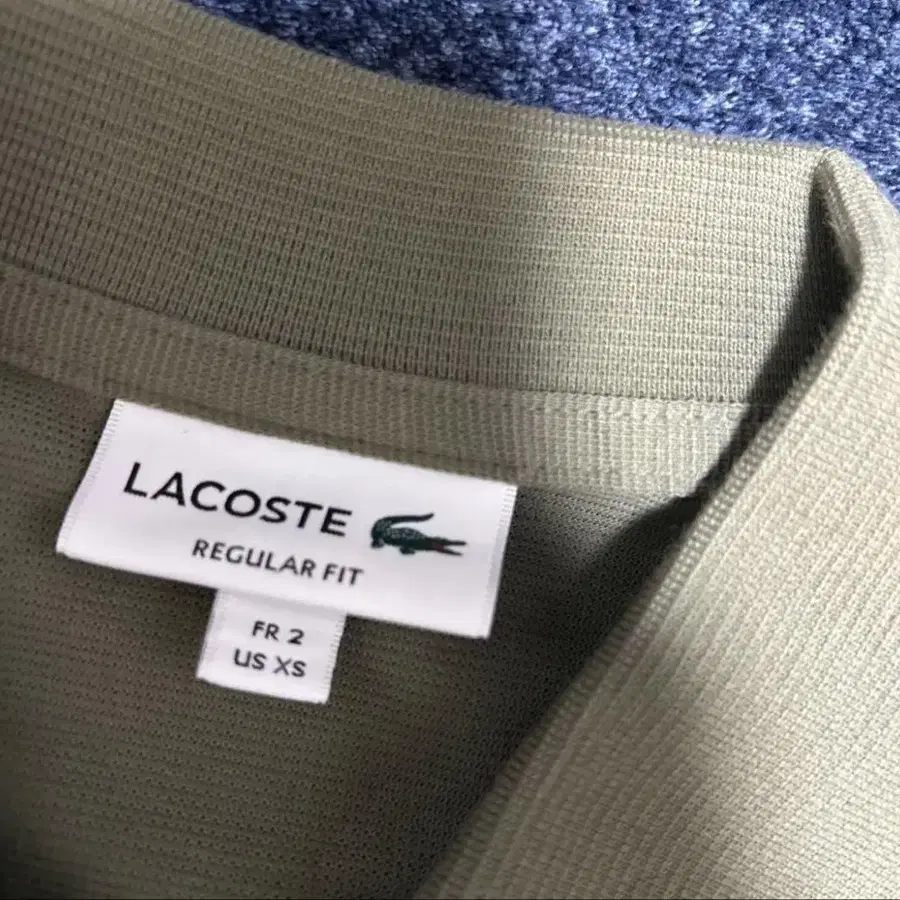 LACOSTE
REGULAR FIT
FR 2
US XS